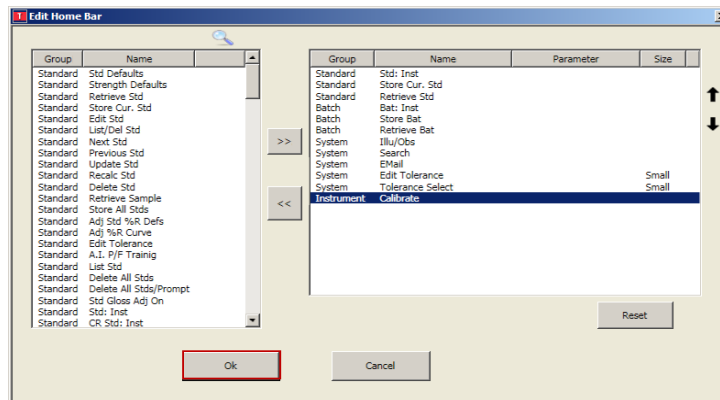 Edit Home Bar
Group Name
Standard Std Defaults
Standard Strength Defaults
Standard Retrieve Std
Standard Store Cur. Std
Standard Edit Std
Standard List/Del Std
Standard Next Std
Standard Previous Std
Standard Update Std
Standard Recalc Std
Standard Delete Std
Standard Retrieve Sample
Standard Store All Stds
Standard Adj Std %R Defs
Standard Adj %R Curve
Standard Edit Tolerance
Standard A.I. P/F Trainig
Standard List Std
Standard Delete All Stds
Standard Delete All Stds/Prompt
Standard Std Gloss Adj On
Standard Std: Inst
Standard CR Std: Inst
>>
<<
Group Name Parameter Size
Standard Std: Inst
Standard Store Cur. Std
Standard Retrieve Std
Batch Bat: Inst
Batch Store Bat
Batch Retrieve Bat
System Illu/Obs
System Search
System EMail
System Edit Tolerance Small
System Tolerance Select Small
Instrument Calibrate
Reset
Ok Cancel